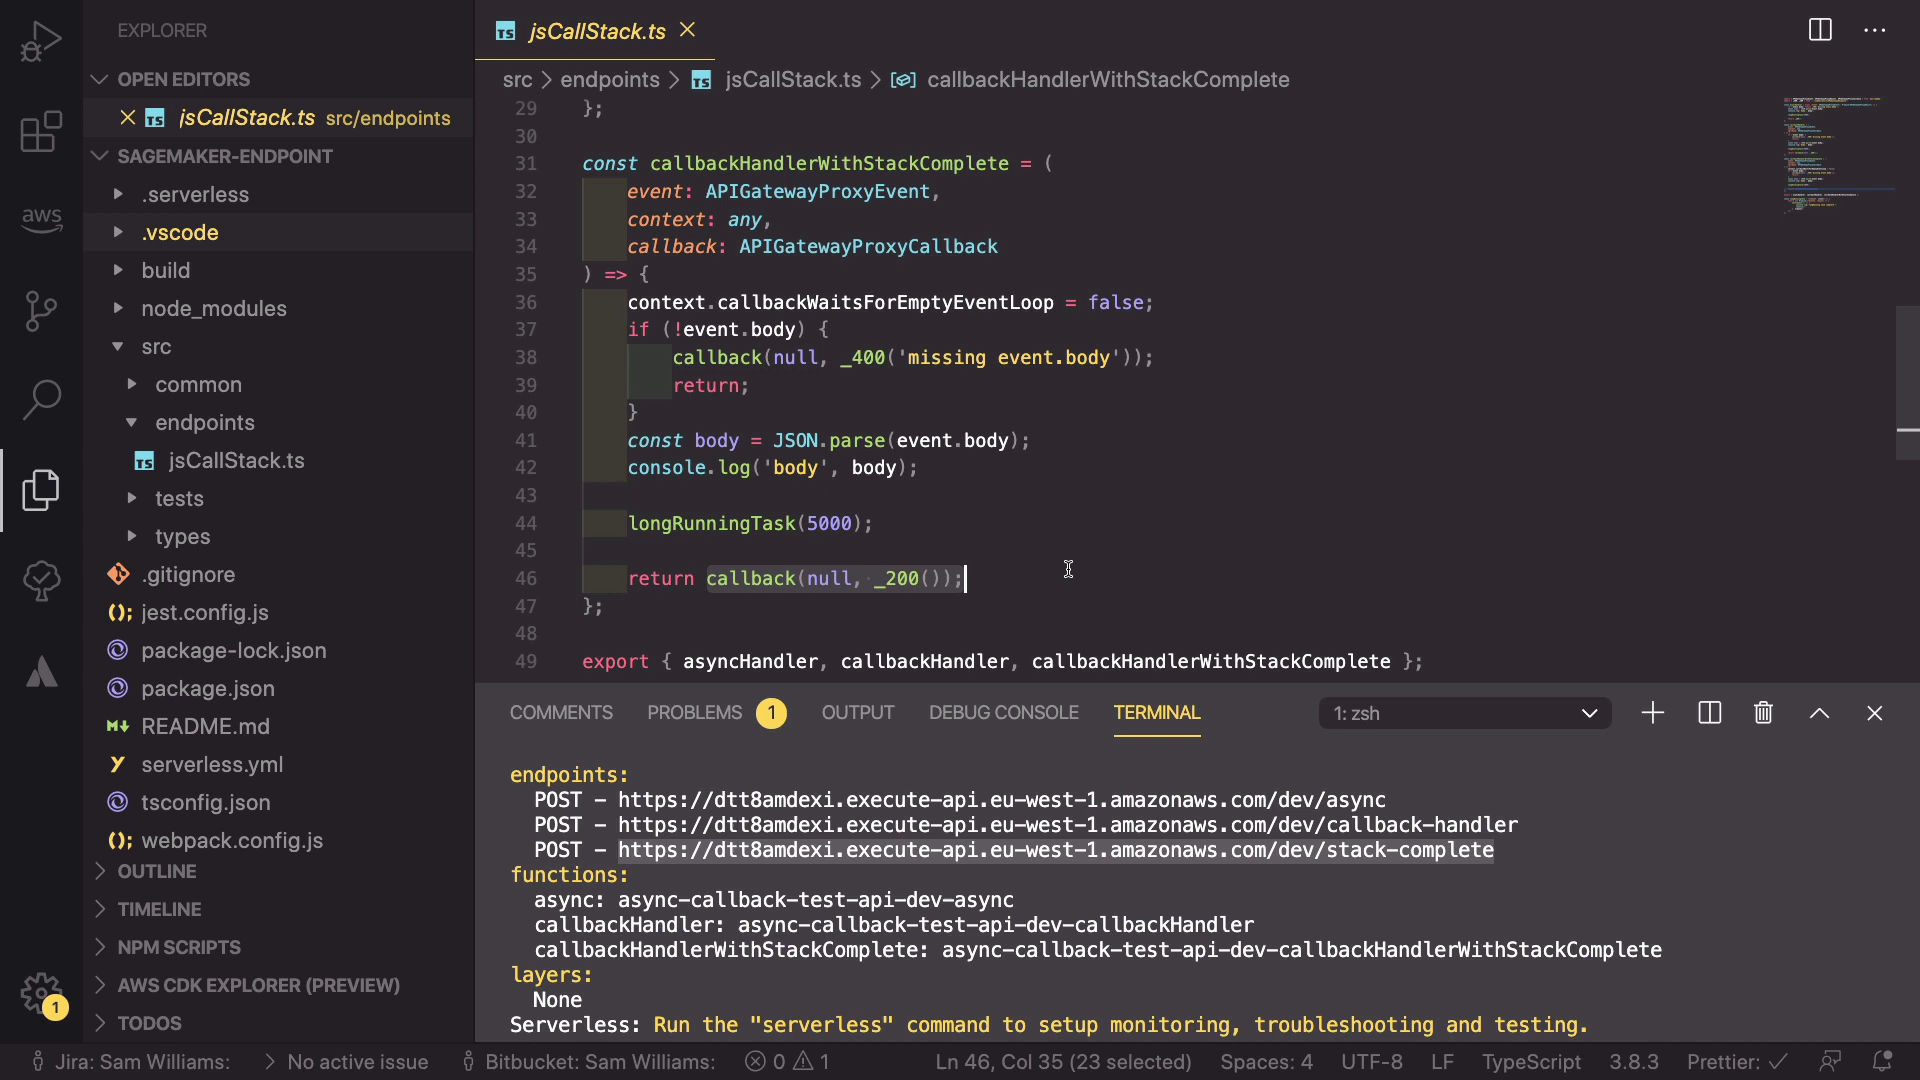 EXPLORER
OPEN EDITORS
jsCallStack.ts src/endpoints
SAGEMAKER-ENDPOINT
.serverless
.vscode
build
node_modules
src
common
endpoints
TS jsCallStack.ts
tests
types
.gitignore
jest.config.js
package-lock.json
package.json
README.md
serverless.yml
tsconfig.json
webpack.config.js
OUTLINE
TIMELINE
NPM SCRIPTS
AWS CDK EXPLORER (PREVIEW)
TODOS
aws
1
TS jsCallStack.ts
src > endpoints > TS jsCallStack.ts > callbackHandlerWithStackComplete
29 };
30
31 const callbackHandlerWithStackComplete = (
32 event: APIGatewayProxyEvent,
33 context: any,
34 callback: APIGatewayProxyCallback
35 ) => {
36 context.callbackWaitsForEmptyEventLoop = false;
37 if (!event.body) {
38 callback(null, _400('missing event.body'));
39 return;
40 }
41 const body = JSON.parse(event.body);
42 console.log('body', body);
43
44 longRunningTask(5000);
45
46 return callback(null, _200());
47 };
48
49 export { asyncHandler, callbackHandler, callbackHandlerWithStackComplete };
COMMENTS PROBLEMS 1 OUTPUT DEBUG CONSOLE TERMINAL 1: zsh
endpoints:
POST - https://dtt8amdexi.execute-api.eu-west-1.amazonaws.com/dev/async
POST - https://dtt8amdexi.execute-api.eu-west-1.amazonaws.com/dev/callback-handler
POST - https://dtt8amdexi.execute-api.eu-west-1.amazonaws.com/dev/stack-complete
functions:
async: async-callback-test-api-dev-async
callbackHandler: async-callback-test-api-dev-callbackHandler
callbackHandlerWithStackComplete: async-callback-test-api-dev-callbackHandlerWithStackComplete
layers:
None
Serverless: Run the "serverless" command to setup monitoring, troubleshooting and testing.
Jira: Sam Williams: > No active issue Bitbucket: Sam Williams: 0 1 Ln 46, Col 35 (23 selected) Spaces: 4 UTF-8 LF TypeScript 3.8.3 Prettier: ✓